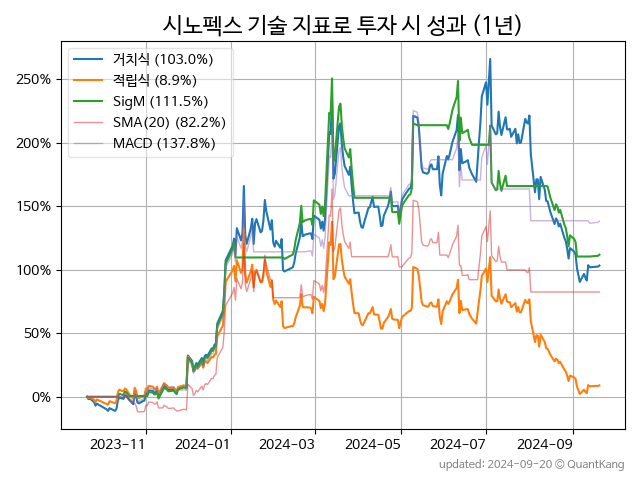 시노펙스 기술 지표로 투자 시 성과 (1년)
거치식 (103.0%)
적립식 (8.9%)
SigM (111.5%)
SMA(20) (82.2%)
MACD (137.8%)
250%
200%
150%
100%
50%
0%
2023-11 2024-01 2024-03 2024-05 2024-07 2024-09
updated: 2024-09-20 © QuantKang